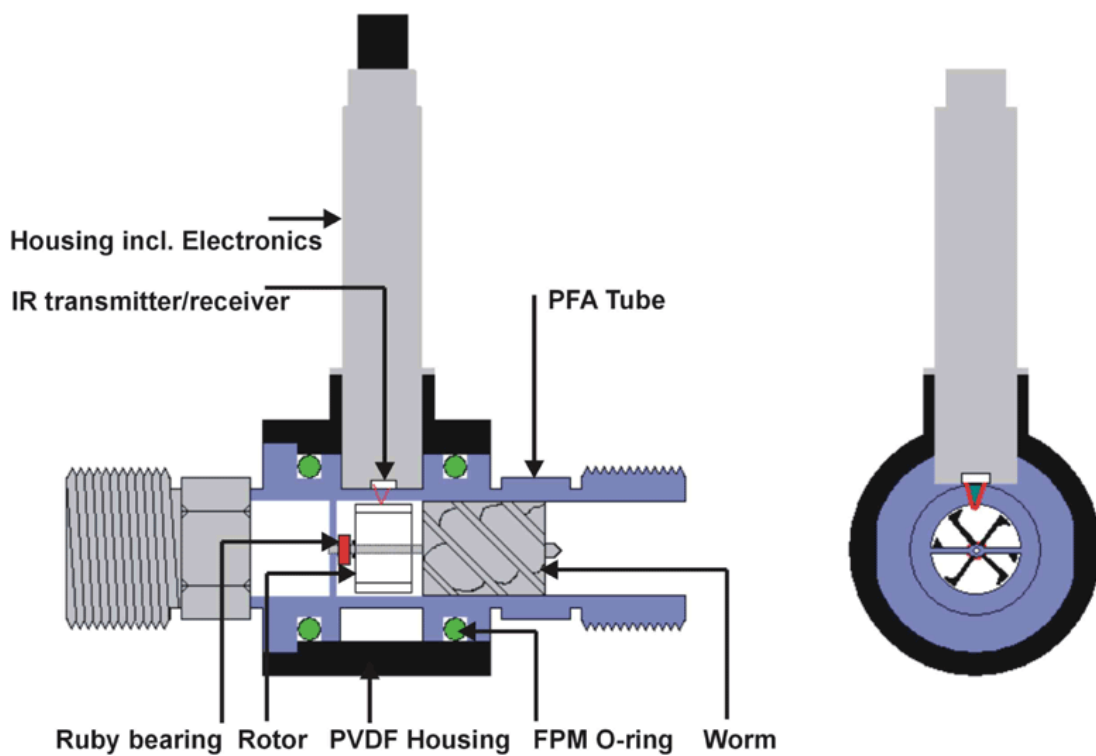 Housing incl. Electronics
IR transmitter/receiver
PFA Tube
Ruby bearing
Rotor
PVDF Housing
FPM O-ring
Worm